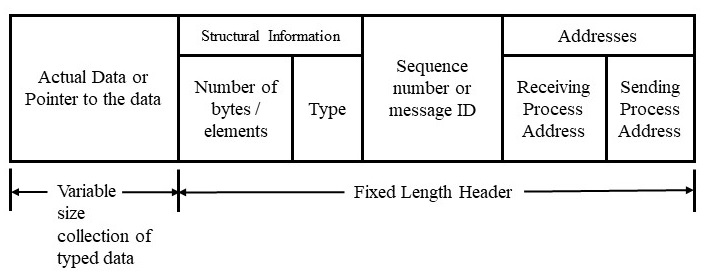 Structural Information
Addresses
Actual Data or
Pointer to the data
Number of
bytes /
elements
Type
Sequence
number or
message ID
Receiving
Process
Address
Sending
Process
Address
Variable
size
collection of
typed data
Fixed Length Header